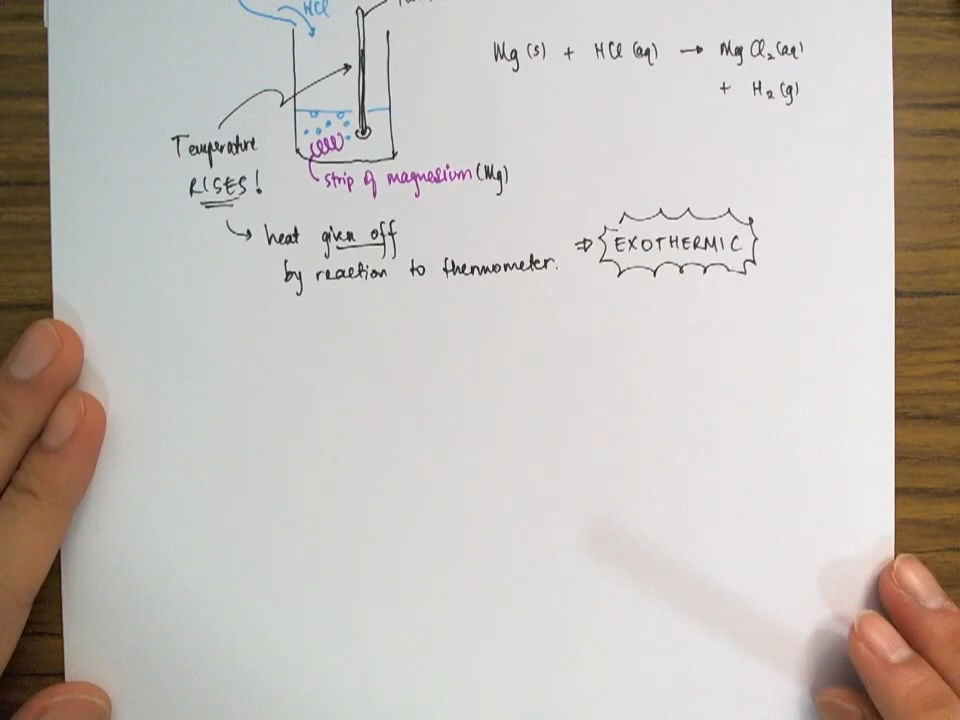 HCl
Mg(s) + HCl(aq) → MgCl₂(aq)
+ H₂(g)
Temperature
RISES!
strip of magnesium(Mg)
↳ heat given off
by reaction to thermometer.
⇒ EXOTHERMIC